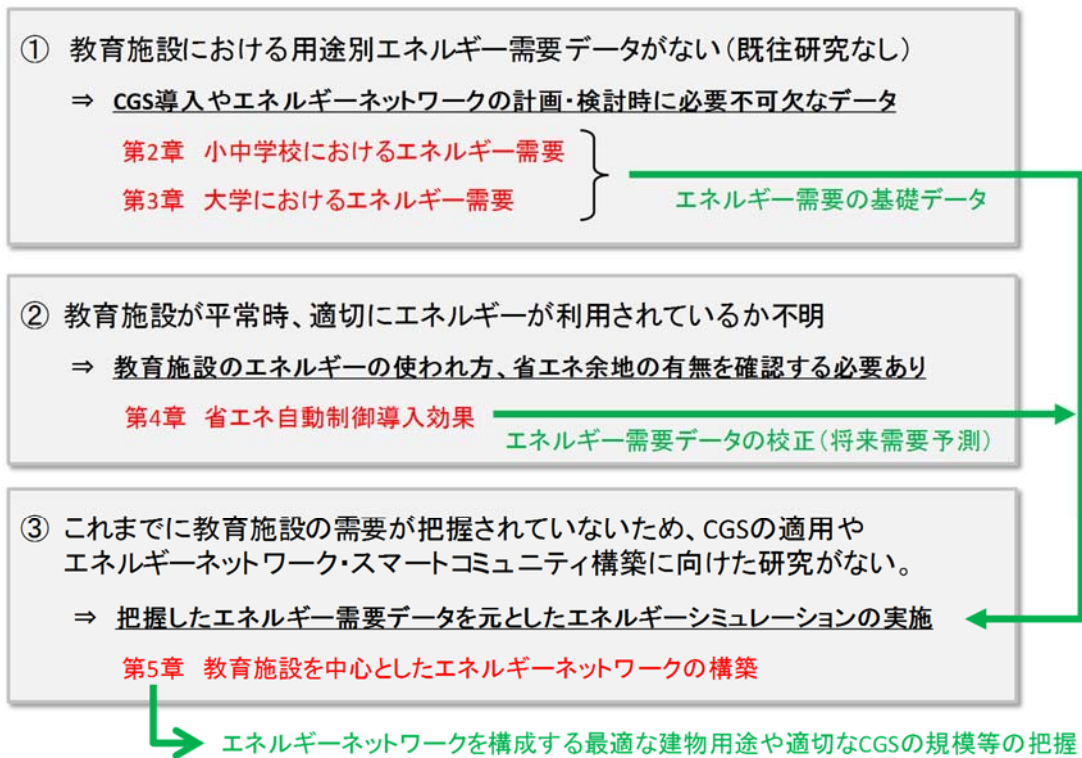 ① 教育施設における用途別エネルギー需要データがない(既往研究なし)
⇒ CGS導入やエネルギーネットワークの計画・検討時に必要不可欠なデータ
第2章 小中学校におけるエネルギー需要
第3章 大学におけるエネルギー需要
エネルギー需要の基礎データ
② 教育施設が平常時、適切にエネルギーが利用されているか不明
⇒ 教育施設のエネルギーの使われ方、省エネ余地の有無を確認する必要あり
第4章 省エネ自動制御導入効果
エネルギー需要データの校正(将来需要予測)
③ これまでに教育施設の需要が把握されていないため、CGSの適用や
エネルギーネットワーク・スマートコミュニティ構築に向けた研究がない。
⇒ 把握したエネルギー需要データを元としたエネルギーシミュレーションの実施
第5章 教育施設を中心としたエネルギーネットワークの構築
エネルギーネットワークを構成する最適な建物用途や適切なCGSの規模等の把握